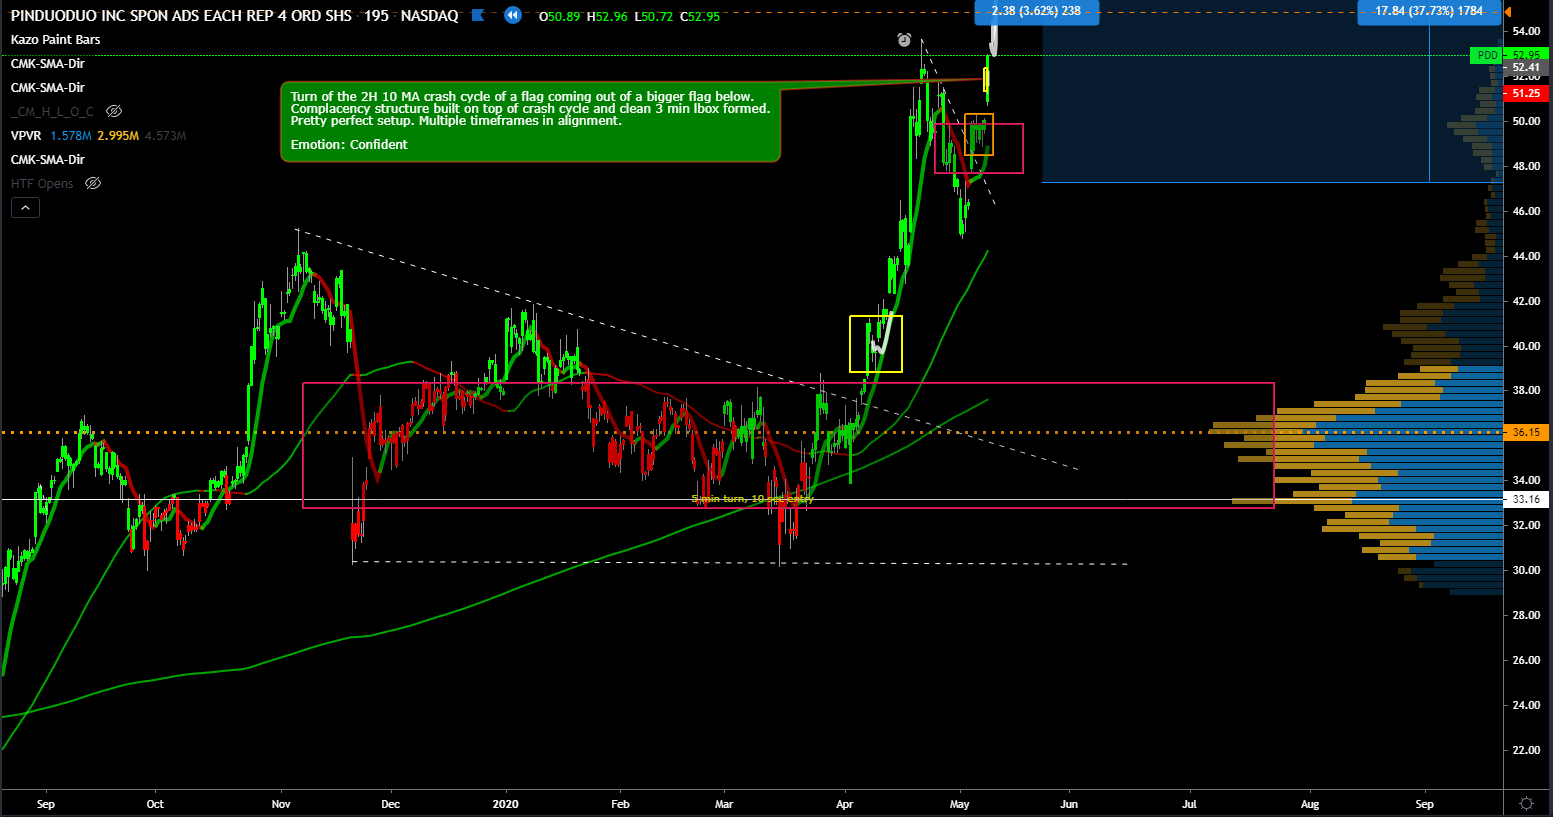 PINDUODUO INC SPON ADS EACH REP 4 ORD SHS · 195 · NASDAQ O50.89 H52.96 L50.72 C52.95
2.38 (3.62%) 238
17.84 (37.73%) 1784
Kazo Paint Bars
CMK-SMA-Dir
CMK-SMA-Dir
_CM_H_L_O_C
VPVR 1.578M 2.995M 4.573M
CMK-SMA-Dir
HTF Opens
Turn of the 2H 10 MA crash cycle of a flag coming out of a bigger flag below.
Complacency structure built on top of crash cycle and clean 3 min lbox formed.
Pretty perfect setup. Multiple timeframes in alignment.
Emotion: Confident
5 min turn, 10 sec entry
54.00
PDD 52.95
52.41
52.00
51.25
50.00
48.00
46.00
44.00
42.00
40.00
38.00
36.15
34.00
33.16
32.00
30.00
28.00
26.00
24.00
22.00
Sep Oct Nov Dec 2020 Feb Mar Apr May Jun Jul Aug Sep